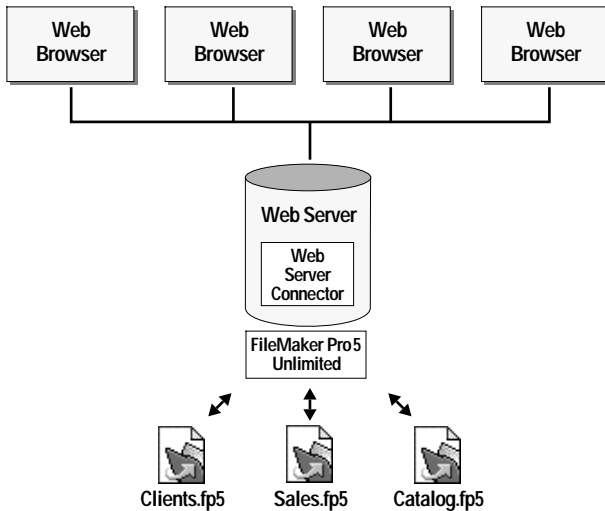 Web
Browser
Web
Browser
Web
Browser
Web
Browser
Web Server
Web
Server
Connector
FileMaker Pro 5
Unlimited
Clients.fp5
Sales.fp5
Catalog.fp5